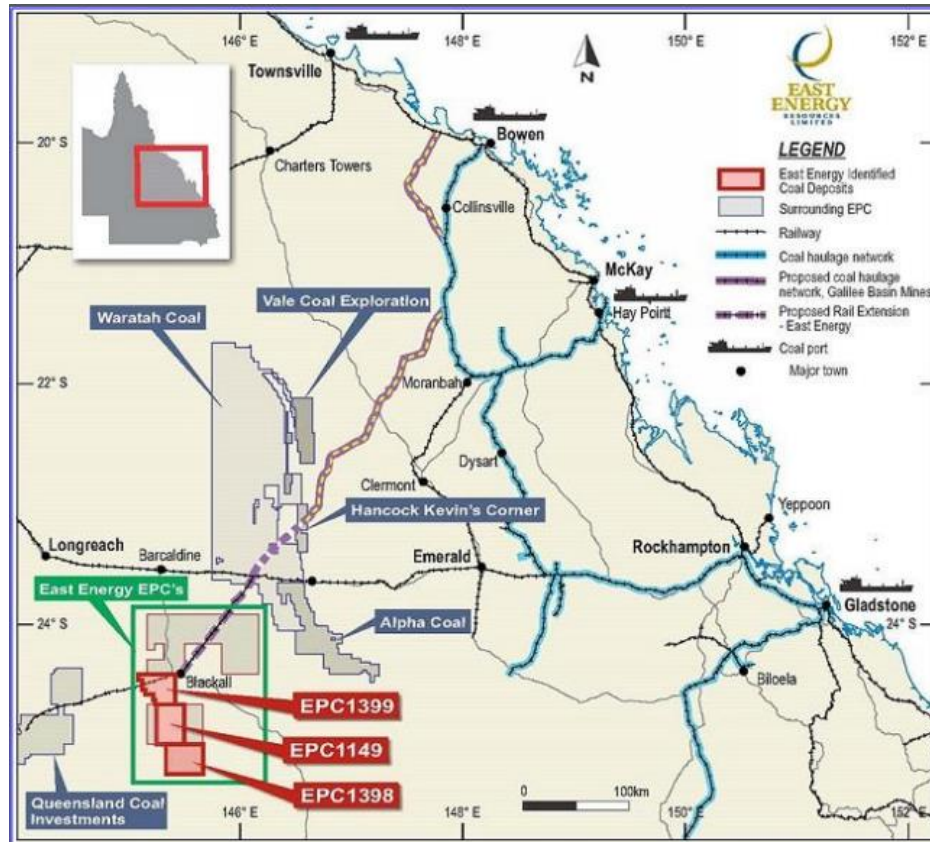 146° E
148° E
150° E
152° E
Townsville
N
EAST
ENERGY
RESOURCES
LIMITED
20° S
Bowen
Charters Towers
Collinsville
LEGEND
East Energy Identified
Coal Deposits
Surrounding EPC
Railway
Coal haulage network
Proposed coal haulage
network, Galilee Basin Mines
Proposed Rail Extension
- East Energy
Coal port
Major town
McKay
Hay Point
Vale Coal Exploration
Waratah Coal
22° S
Moranbah
Dysart
Clermont
Hancock Kevin's Corner
Yeppoon
Longreach
Barcaldine
Emerald
Rockhampton
East Energy EPC's
Gladstone
24° S
24° S
Alpha Coal
Blackall
Biloela
EPC1399
EPC1149
EPC1398
Queensland Coal
Investments
0
100km
146° E
148° E
150° E
152° E